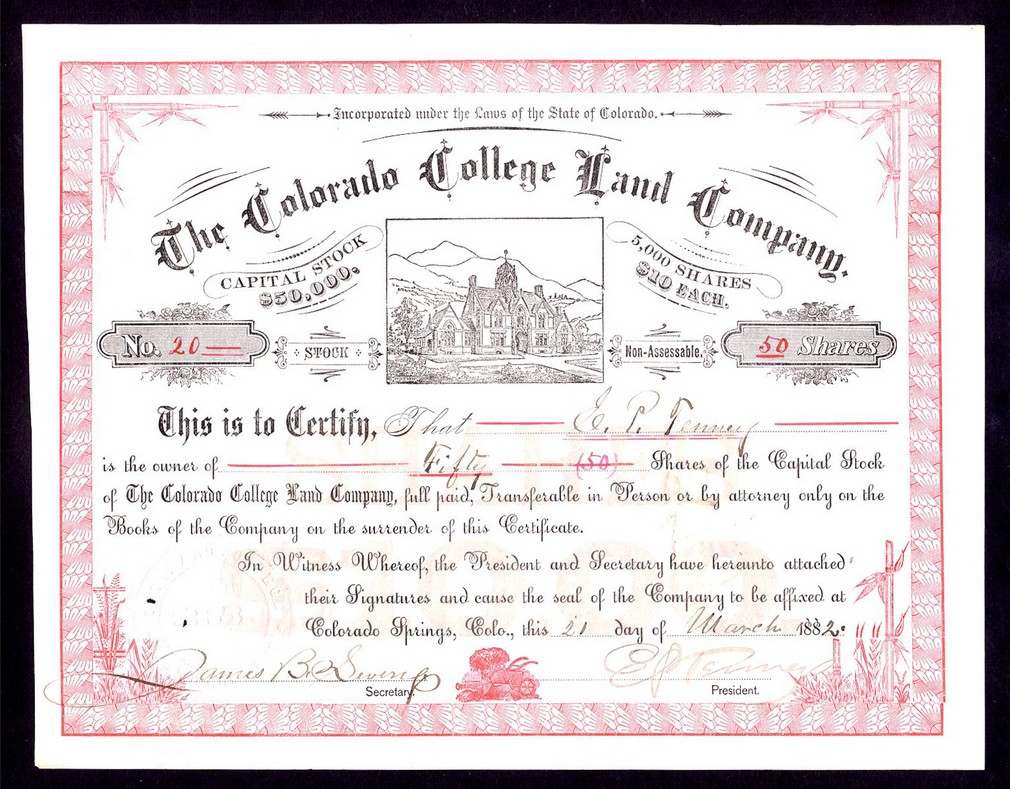 Incorporated under the Laws of the State of Colorado.
The Colorado College Land Company.
CAPITAL STOCK
$50,000.
5,000 SHARES
$10 EACH.
No. 20
STOCK
Non-Assessable.
50 Shares
This is to Certify, That E. P. Tenney
is the owner of Fifty (50) Shares of the Capital Stock
of The Colorado College Land Company, full paid, Transferable in Person or by attorney only on the
Books of the Company on the surrender of this Certificate.
In Witness Whereof, the President and Secretary have hereunto attached
their Signatures and cause the seal of the Company to be affixed at
Colorado Springs, Colo., this 21 day of March 1882.
James B. Secretary.
E P Tenney President.